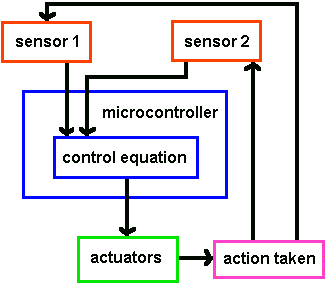 sensor 1
sensor 2
microcontroller
control equation
actuators
action taken